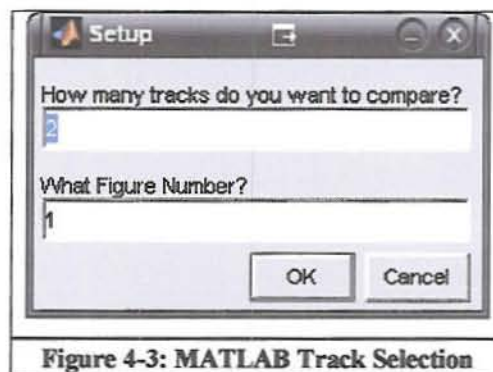 Setup
How many tracks do you want to compare?
2
What Figure Number?
1
OK Cancel
Figure 4-3: MATLAB Track Selection